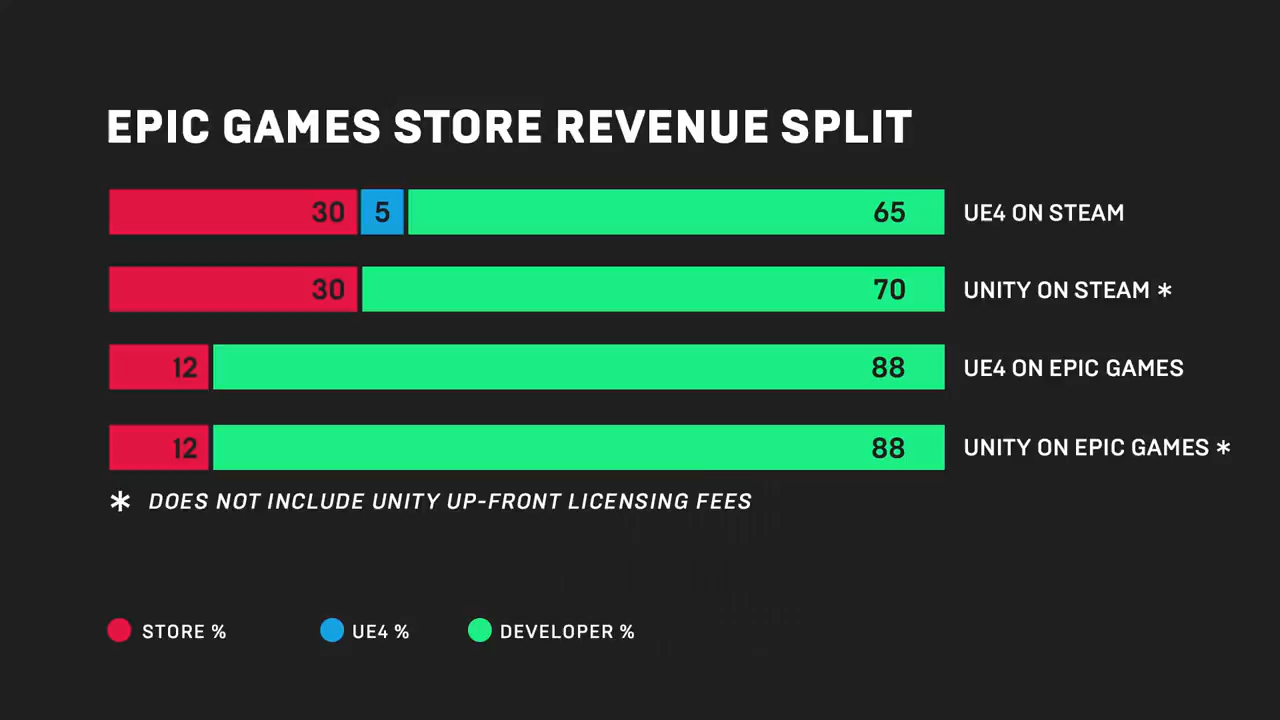 EPIC GAMES STORE REVENUE SPLIT
30 5 65 UE4 ON STEAM
30 70 UNITY ON STEAM *
12 88 UE4 ON EPIC GAMES
12 88 UNITY ON EPIC GAMES *
* DOES NOT INCLUDE UNITY UP-FRONT LICENSING FEES
STORE % UE4 % DEVELOPER %